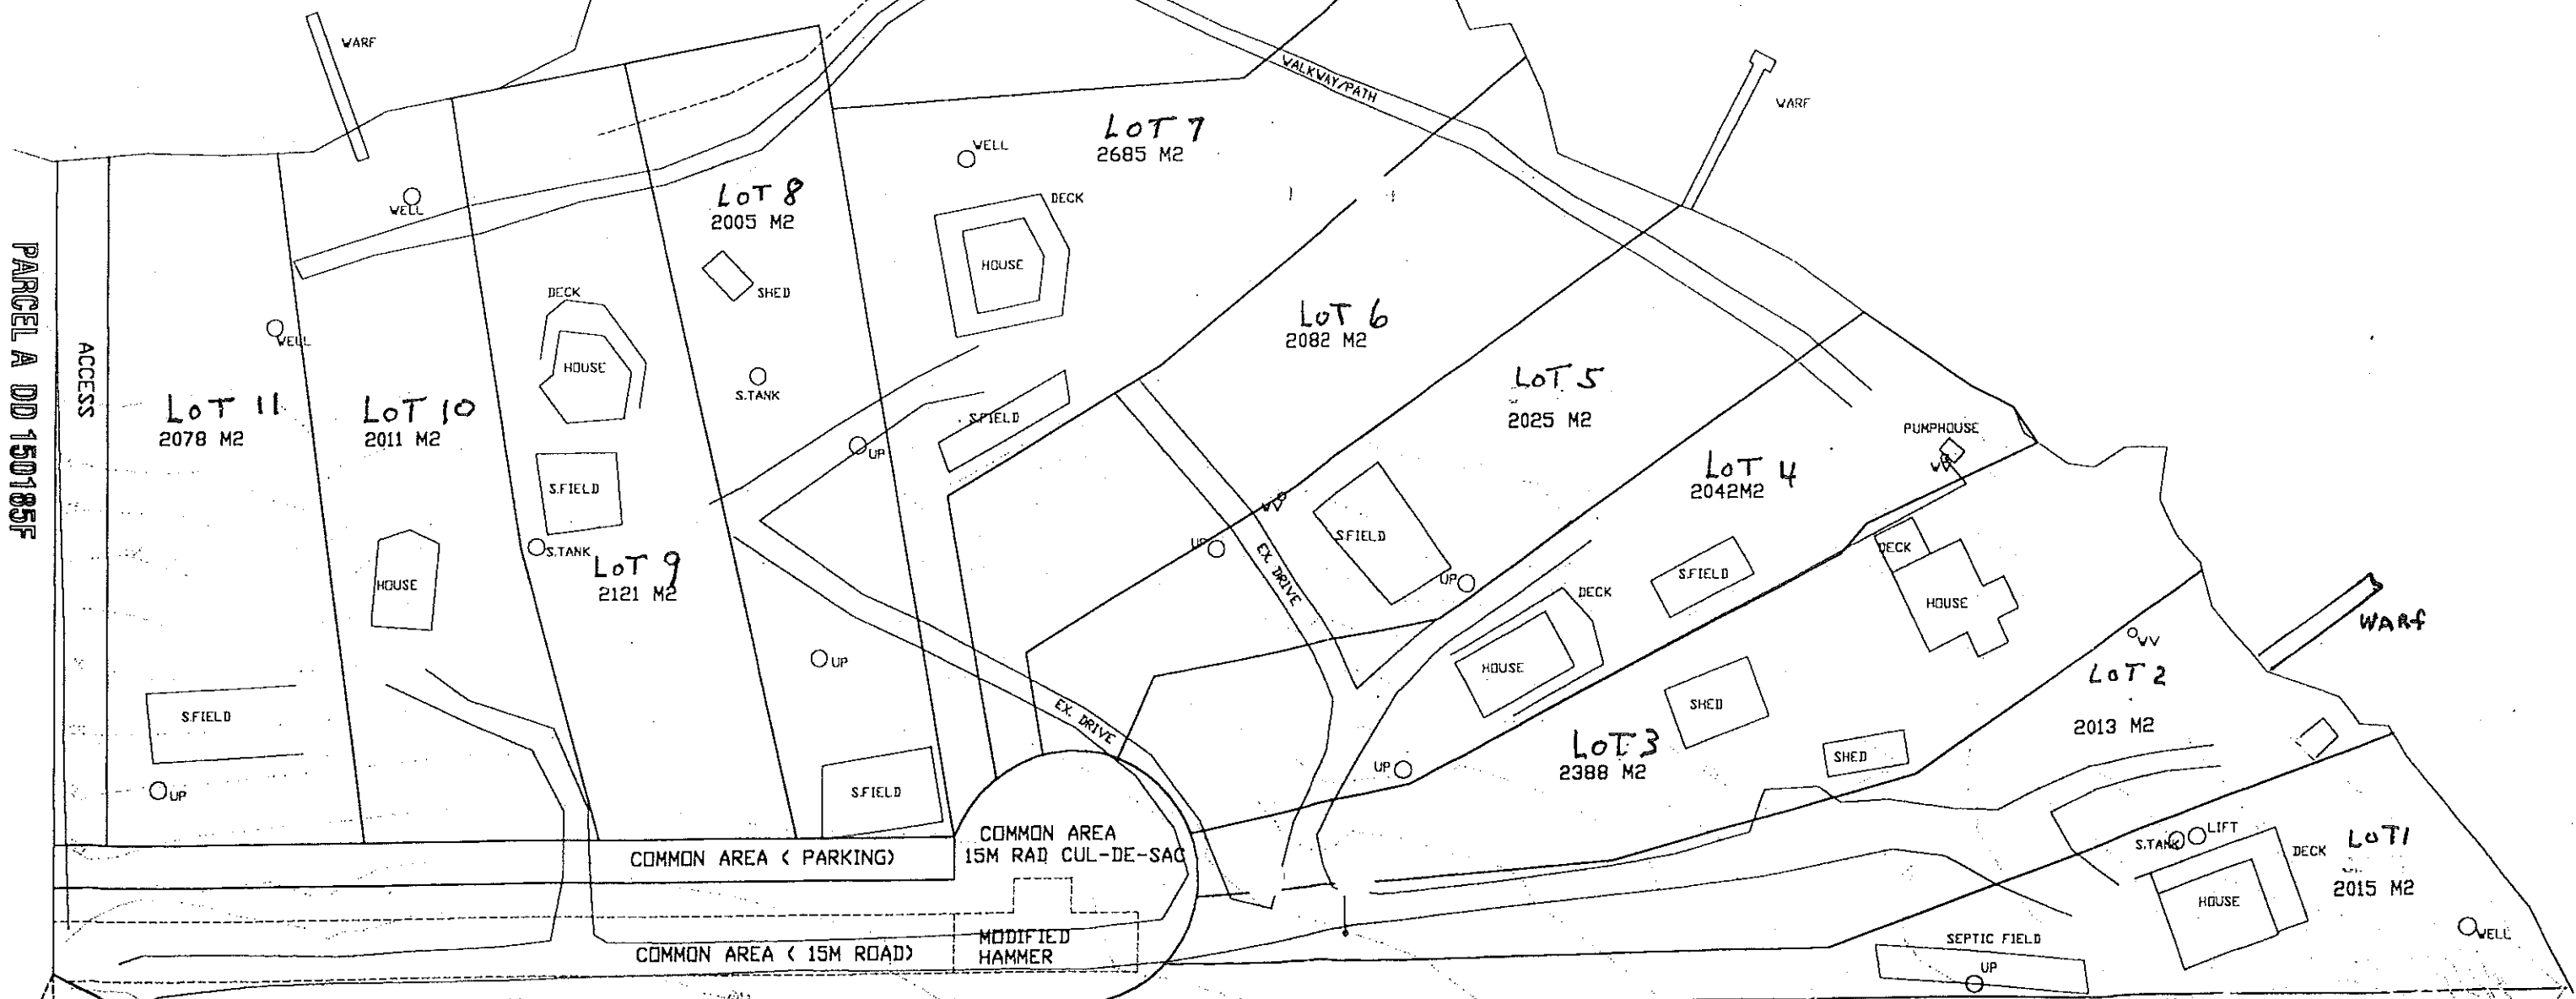 WARF
WALKWAY/PATH
WARF
LOT 7
2685 M2
WELL
LOT 8
2005 M2
WELL
DECK
HOUSE
SHED
DECK
HOUSE
PARCEL A DD 150185F
ACCESS
WELL
LOT 6
2082 M2
LOT 5
2025 M2
S.TANK
LOT 11
2078 M2
LOT 10
2011 M2
S.FIELD
UP
PUMPHOUSE
WV
LOT 4
2042M2
S.FIELD
WV
S.FIELD
UP
S.TANK
LOT 9
2121 M2
EX. DRIVE
UP
S.FIELD
DECK
DECK
HOUSE
HOUSE
WARF
WV
LOT 2
2013 M2
UP
HOUSE
S.FIELD
EX. DRIVE
SHED
LOT 3
2388 M2
SHED
UP
UP
S.FIELD
COMMON AREA
15M RAD CUL-DE-SAC
COMMON AREA ( PARKING)
S.TANK
LIFT
DECK
LOT 1
2015 M2
HOUSE
WELL
MODIFIED
HAMMER
COMMON AREA ( 15M ROAD)
SEPTIC FIELD
UP